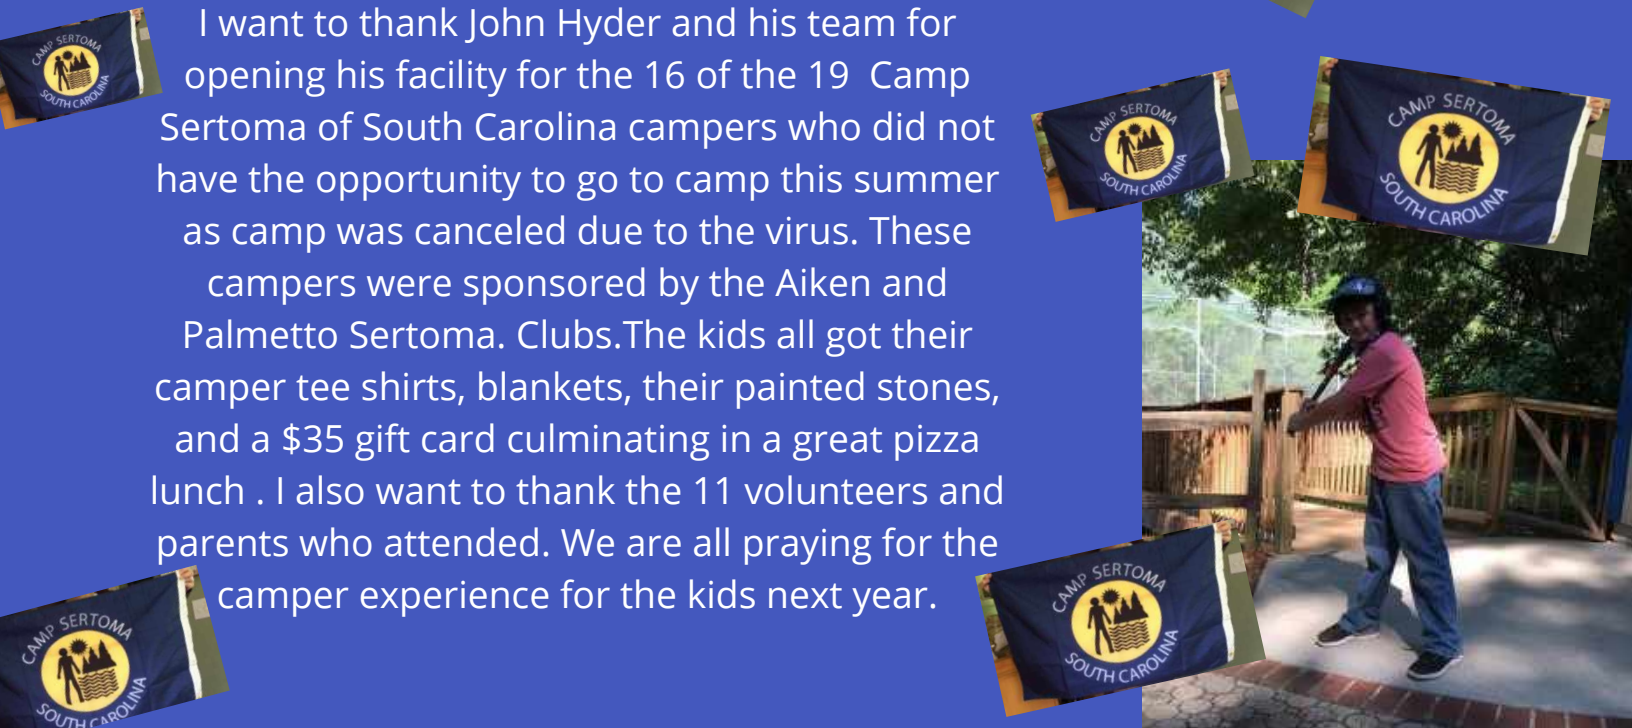 I want to thank John Hyder and his team for
opening his facility for the 16 of the 19  Camp
Sertoma of South Carolina campers who did not
have the opportunity to go to camp this summer
as camp was canceled due to the virus. These
campers were sponsored by the Aiken and
Palmetto Sertoma. Clubs.The kids all got their
camper tee shirts, blankets, their painted stones,
and a $35 gift card culminating in a great pizza
lunch . I also want to thank the 11 volunteers and
parents who attended. We are all praying for the
camper experience for the kids next year.
CAMP SERTOMA
SOUTH CAROLINA
CAMP SERTOMA
SOUTH CAROLINA
CAMP SERTOMA
SOUTH CAROLINA
CAMP SERTOMA
SOUTH CAROLINA
CAMP SERTOMA
SOUTH CAROLINA